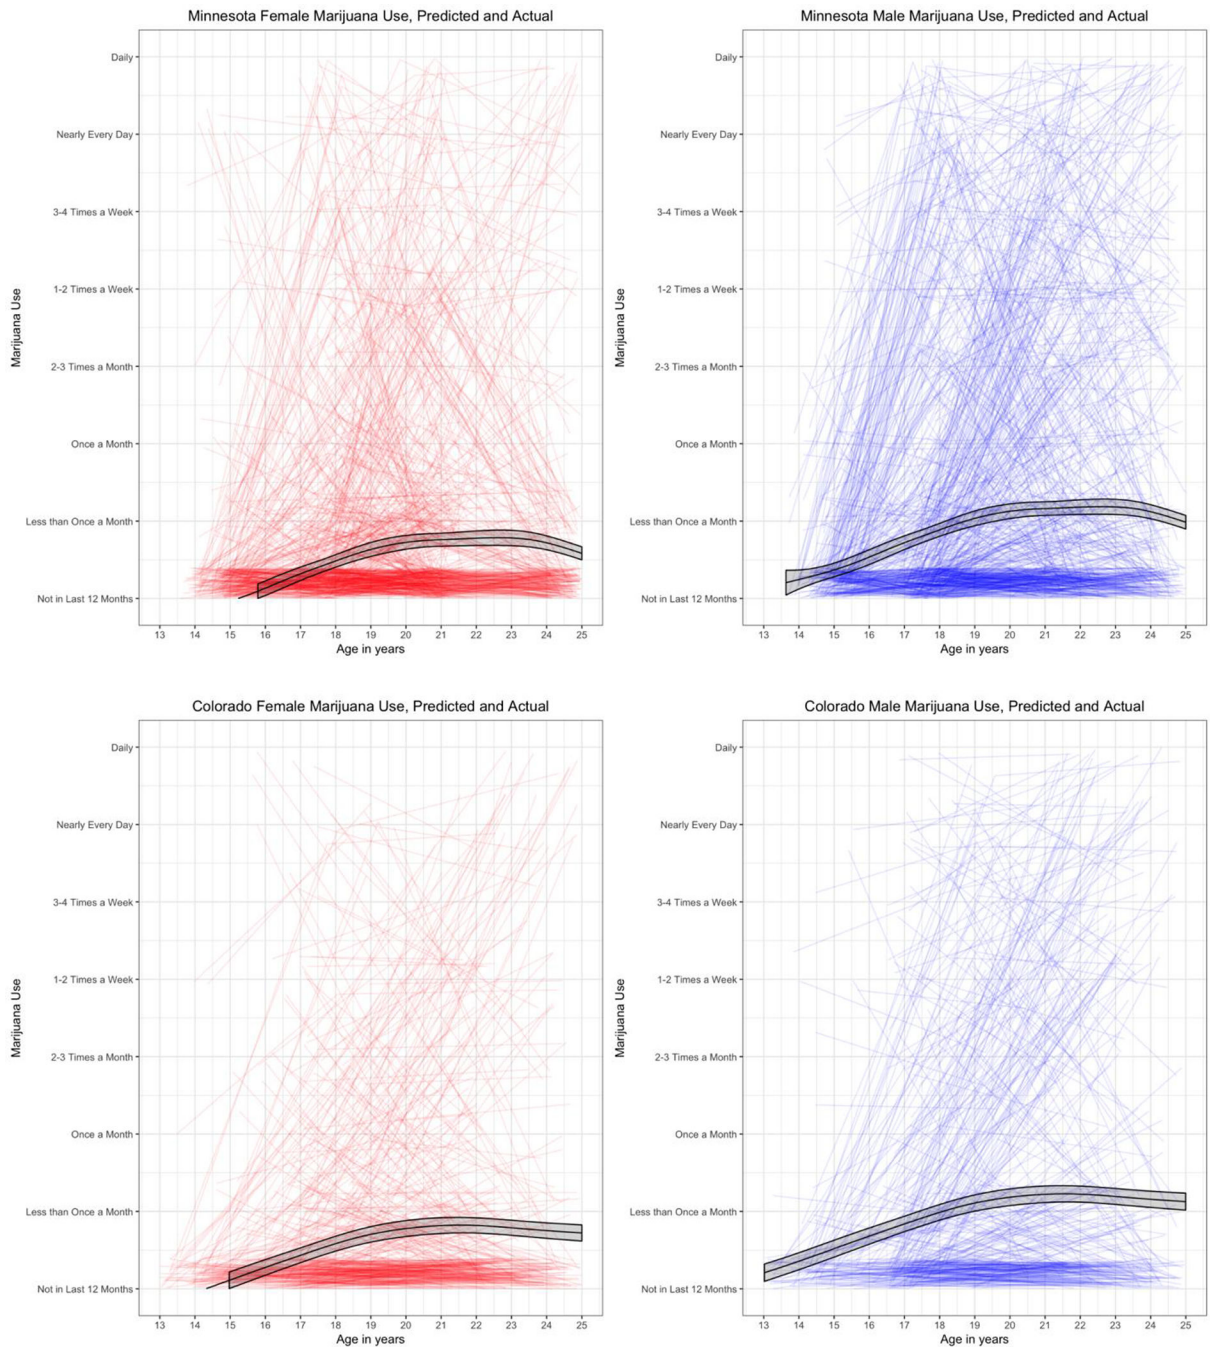 Minnesota Female Marijuana Use, Predicted and Actual
Marijuana Use
Daily
Nearly Every Day
3-4 Times a Week
1-2 Times a Week
2-3 Times a Month
Once a Month
Less than Once a Month
Not in Last 12 Months
13 14 15 16 17 18 19 20 21 22 23 24 25
Age in years
Minnesota Male Marijuana Use, Predicted and Actual
Marijuana Use
Daily
Nearly Every Day
3-4 Times a Week
1-2 Times a Week
2-3 Times a Month
Once a Month
Less than Once a Month
Not in Last 12 Months
13 14 15 16 17 18 19 20 21 22 23 24 25
Age in years
Colorado Female Marijuana Use, Predicted and Actual
Marijuana Use
Daily
Nearly Every Day
3-4 Times a Week
1-2 Times a Week
2-3 Times a Month
Once a Month
Less than Once a Month
Not in Last 12 Months
13 14 15 16 17 18 19 20 21 22 23 24 25
Age in years
Colorado Male Marijuana Use, Predicted and Actual
Marijuana Use
Daily
Nearly Every Day
3-4 Times a Week
1-2 Times a Week
2-3 Times a Month
Once a Month
Less than Once a Month
Not in Last 12 Months
13 14 15 16 17 18 19 20 21 22 23 24 25
Age in years